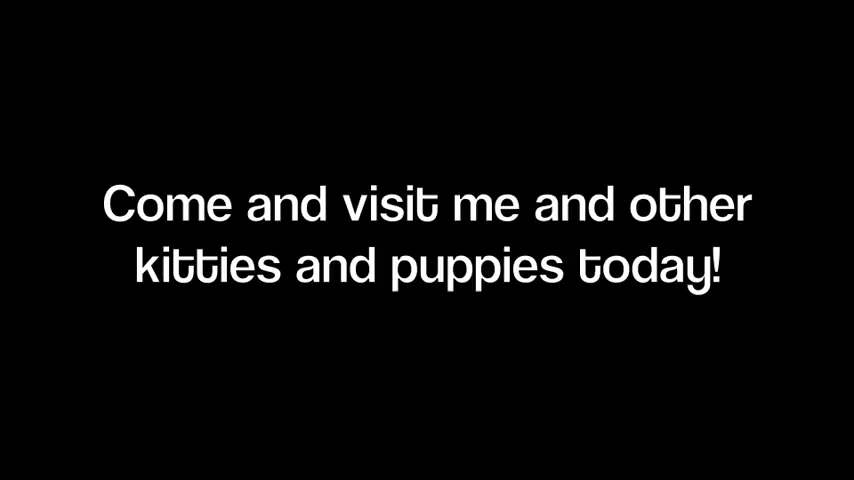 Come and visit me and other
kitties and puppies today!